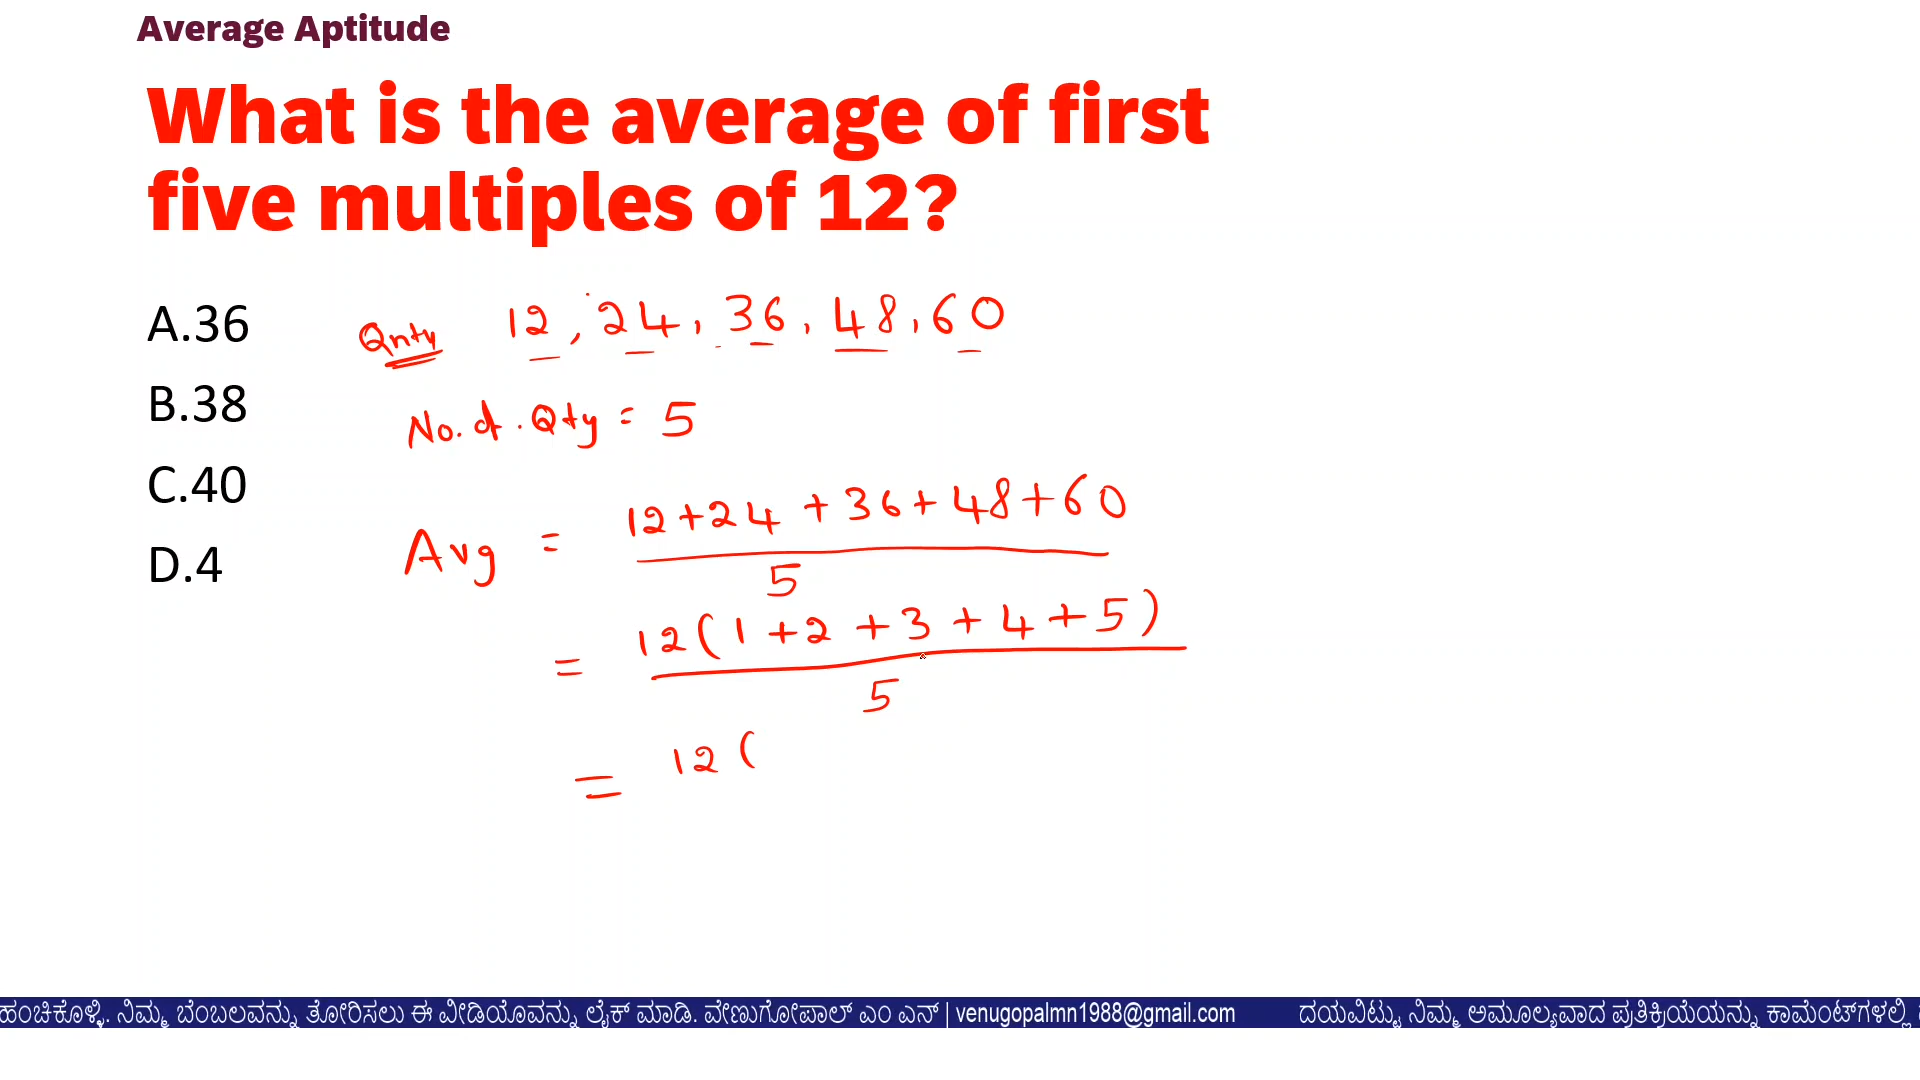 Average Aptitude
What is the average of first
five multiples of 12?
A.36
B.38
C.40
D.4
Qnty 12, 24, 36, 48, 60
No. of. Qty = 5
Avg = 12+24+36+48+60
5
= 12(1+2+3+4+5)
5
= 12(
ಹಂಚಿಕೊಳ್ಳಿ. ನಿಮ್ಮ ಬೆಂಬಲವನ್ನು ತೋರಿಸಲು ಈ ವೀಡಿಯೊವನ್ನು ಲೈಕ್ ಮಾಡಿ. ವೇಣುಗೋಪಾಲ್ ಎಂ ಎನ್ | venugopalmn1988@gmail.com ದಯವಿಟ್ಟು ನಿಮ್ಮ ಅಮೂಲ್ಯವಾದ ಪ್ರತಿಕ್ರಿಯೆಯನ್ನು ಕಾಮೆಂಟ್‌ಗಳಲ್ಲಿ